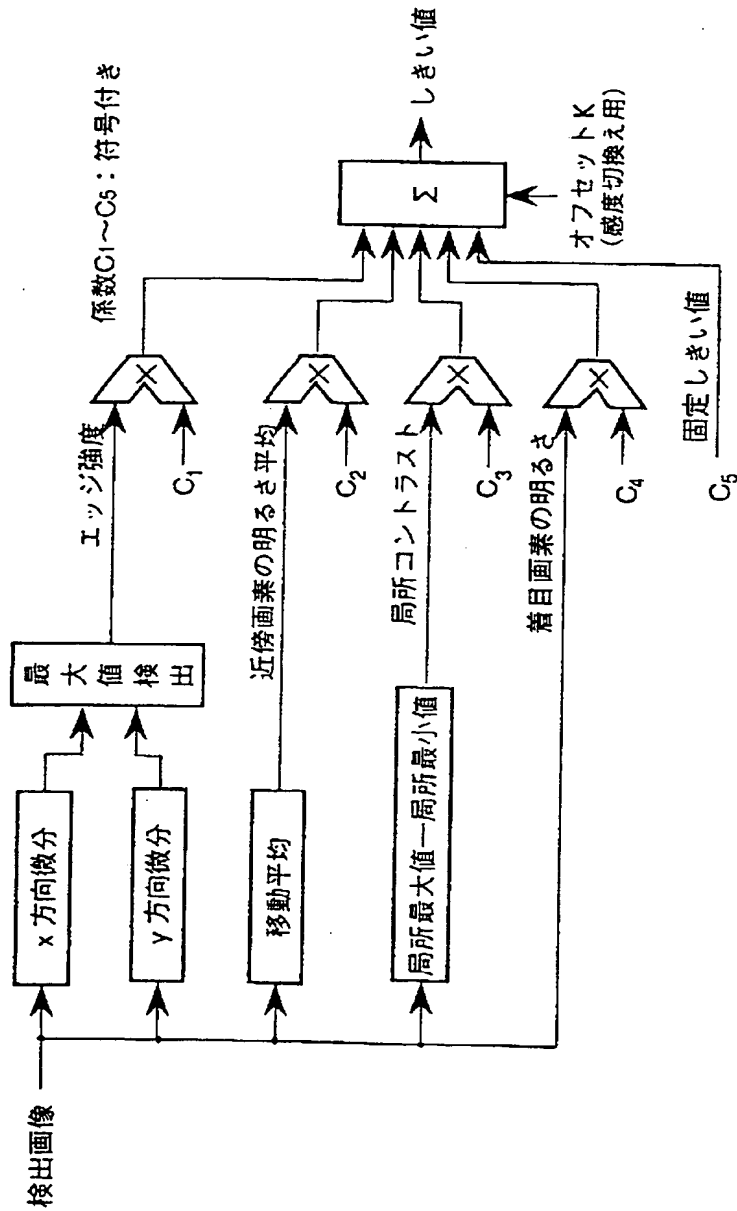 検出画像
x方向微分
y方向微分
最大値検出
エッジ強度
C1
×
係数C1～C5：符号付き
移動平均
近傍画素の明るさ平均
C2
×
局所最大値－局所最小値
局所コントラスト
C3
×
着目画素の明るさ
C4
×
固定しきい値
C5
Σ
しきい値
オフセットK
(感度切換え用)